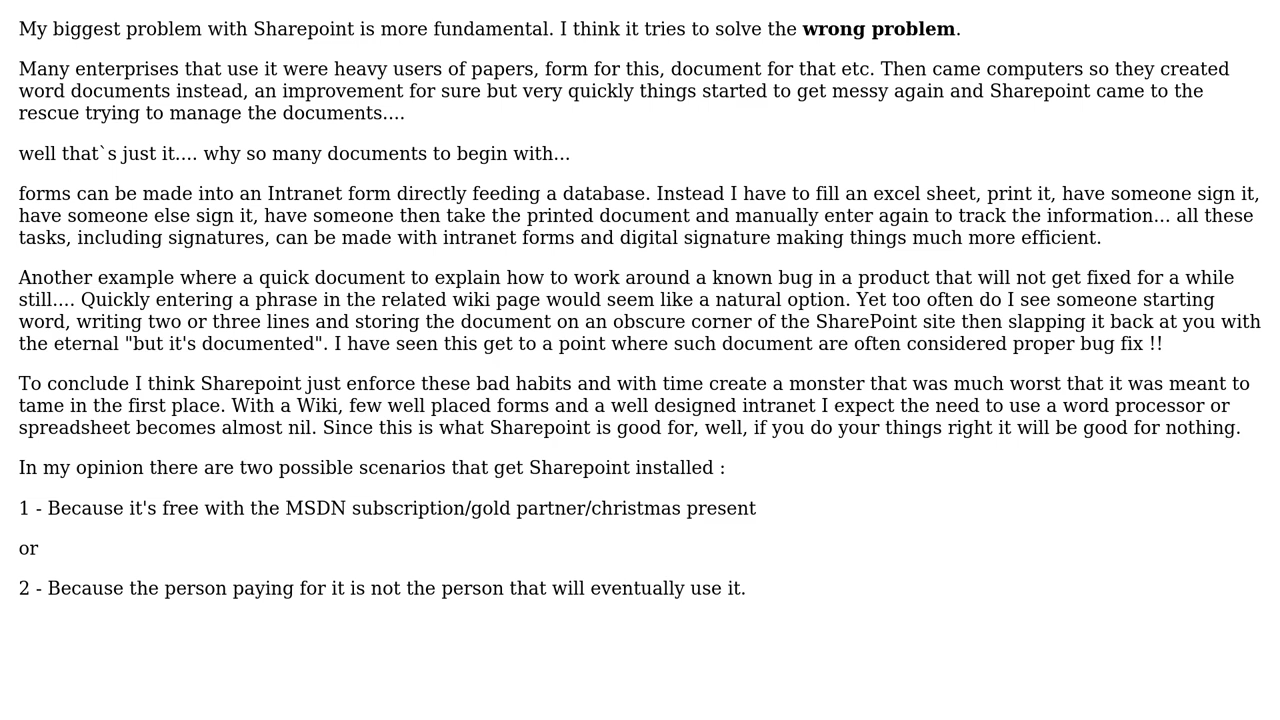 My biggest problem with Sharepoint is more fundamental. I think it tries to solve the wrong problem.
Many enterprises that use it were heavy users of papers, form for this, document for that etc. Then came computers so they created
word documents instead, an improvement for sure but very quickly things started to get messy again and Sharepoint came to the
rescue trying to manage the documents....
well that`s just it.... why so many documents to begin with...
forms can be made into an Intranet form directly feeding a database. Instead I have to fill an excel sheet, print it, have someone sign it,
have someone else sign it, have someone then take the printed document and manually enter again to track the information... all these
tasks, including signatures, can be made with intranet forms and digital signature making things much more efficient.
Another example where a quick document to explain how to work around a known bug in a product that will not get fixed for a while
still.... Quickly entering a phrase in the related wiki page would seem like a natural option. Yet too often do I see someone starting
word, writing two or three lines and storing the document on an obscure corner of the SharePoint site then slapping it back at you with
the eternal "but it's documented". I have seen this get to a point where such document are often considered proper bug fix !!
To conclude I think Sharepoint just enforce these bad habits and with time create a monster that was much worst that it was meant to
tame in the first place. With a Wiki, few well placed forms and a well designed intranet I expect the need to use a word processor or
spreadsheet becomes almost nil. Since this is what Sharepoint is good for, well, if you do your things right it will be good for nothing.
In my opinion there are two possible scenarios that get Sharepoint installed :
1 - Because it's free with the MSDN subscription/gold partner/christmas present
or
2 - Because the person paying for it is not the person that will eventually use it.